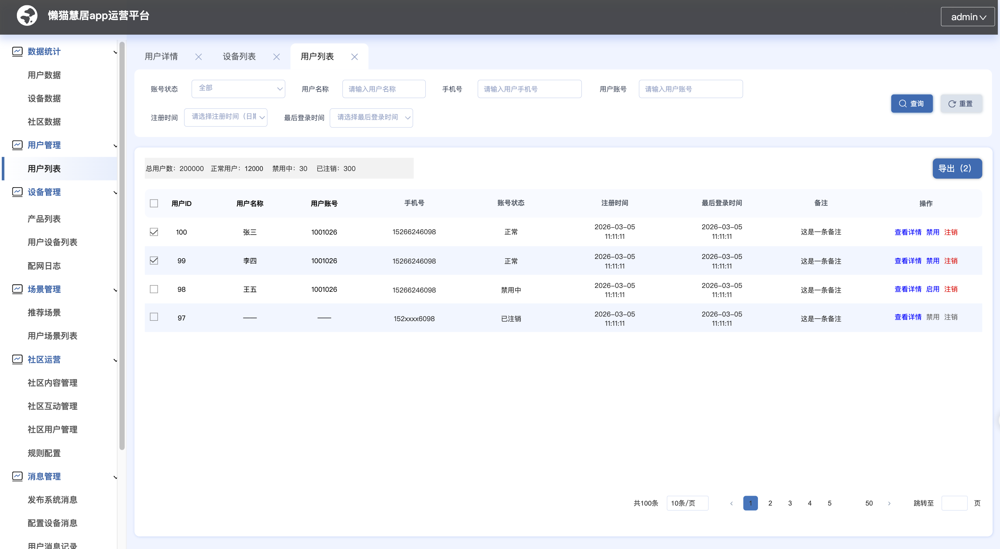 懒猫慧居app运营平台
admin
数据统计
用户数据
设备数据
社区数据
用户管理
用户列表
设备管理
产品列表
用户设备列表
配网日志
场景管理
推荐场景
用户场景列表
社区运营
社区内容管理
社区互动管理
社区用户管理
规则配置
消息管理
发布系统消息
配置设备消息
用户消息记录
用户详情 设备列表 用户列表
账号状态 全部 用户名称 请输入用户名称 手机号 请输入用户手机号 用户账号 请输入用户账号
注册时间 请选择注册时间（日期 最后登录时间 请选择最后登录时间
查询 重置
总用户数：200000 正常用户：12000 禁用中：30 已注销：300
导出（2）
用户ID 用户名称 用户账号 手机号 账号状态 注册时间 最后登录时间 备注 操作
100 张三 1001026 15266246098 正常 2026-03-05 11:11:11 2026-03-05 11:11:11 这是一条备注 查看详情 禁用 注销
99 李四 1001026 15266246098 正常 2026-03-05 11:11:11 2026-03-05 11:11:11 这是一条备注 查看详情 禁用 注销
98 王五 1001026 15266246098 禁用中 2026-03-05 11:11:11 2026-03-05 11:11:11 这是一条备注 查看详情 启用 注销
97 —— —— 152xxxx6098 已注销 2026-03-05 11:11:11 2026-03-05 11:11:11 这是一条备注 查看详情 禁用 注销
共100条 10条/页 1 2 3 4 5 50 跳转至 页